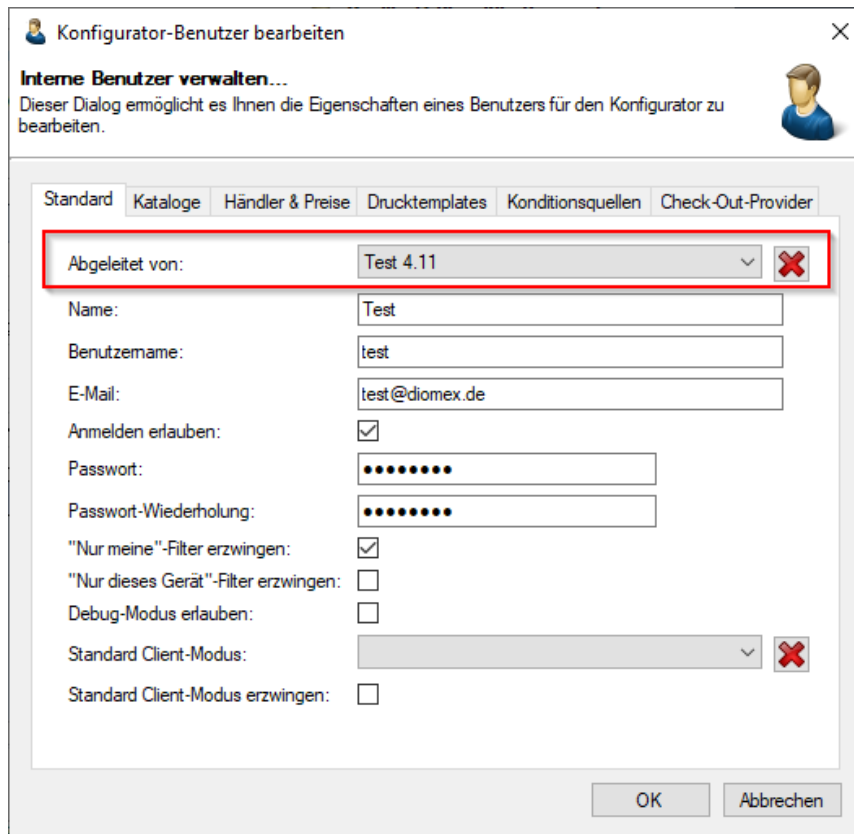 Konfigurator-Benutzer bearbeiten
Interne Benutzer verwalten...
Dieser Dialog ermöglicht es Ihnen die Eigenschaften eines Benutzers für den Konfigurator zu
bearbeiten.
Standard Kataloge Händler & Preise Drucktemplates Konditionsquellen Check-Out-Provider
Abgeleitet von: Test 4.11
Name: Test
Benutzername: test
E-Mail: test@diomex.de
Anmelden erlauben:
Passwort: ●●●●●●●●
Passwort-Wiederholung: ●●●●●●●●
"Nur meine"-Filter erzwingen:
"Nur dieses Gerät"-Filter erzwingen:
Debug-Modus erlauben:
Standard Client-Modus:
Standard Client-Modus erzwingen:
OK Abbrechen